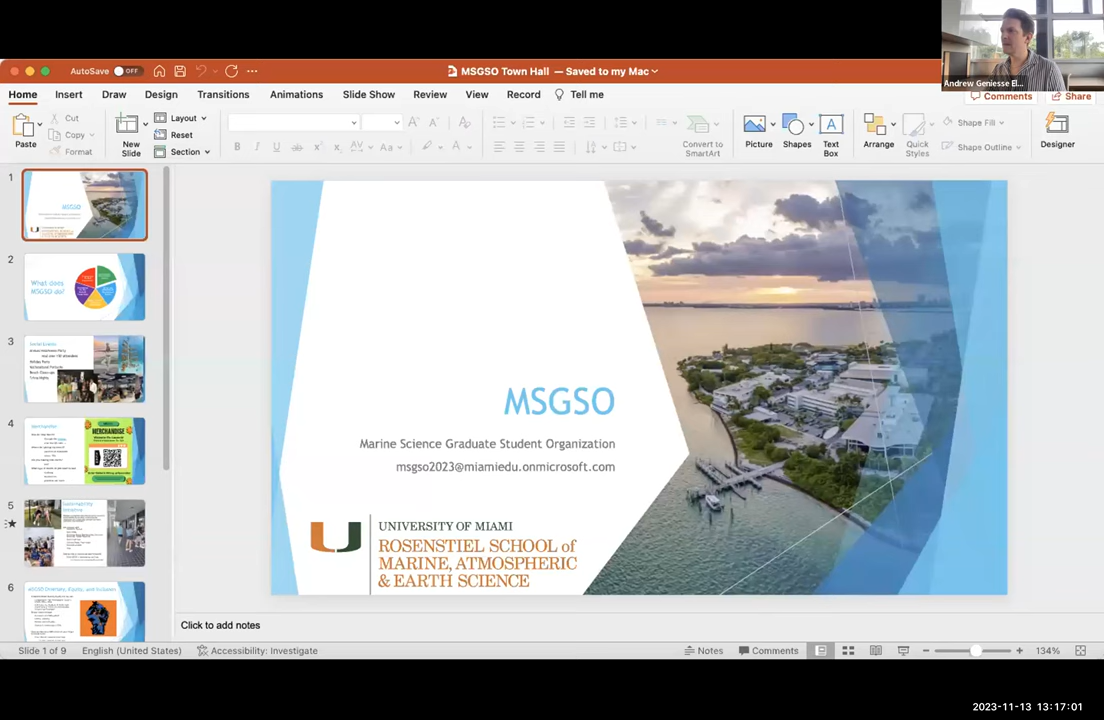 AutoSave OFF
MSGSO Town Hall — Saved to my Mac
Andrew Geniesse El...
Home Insert Draw Design Transitions Animations Slide Show Review View Record Tell me
Comments Share
Paste
Cut
Copy
Format
New Slide
Layout
Reset
Section
Convert to SmartArt
Picture
Shapes
Text Box
Arrange
Quick Styles
Shape Fill
Shape Outline
Designer
1
2
What does
MSGSO do?
3
Social Events
4
Merchandise
MERCHANDISE
5
6
MSGSO
Marine Science Graduate Student Organization
msgso2023@miamiedu.onmicrosoft.com
UNIVERSITY OF MIAMI
ROSENSTIEL SCHOOL of
MARINE, ATMOSPHERIC
& EARTH SCIENCE
Click to add notes
Slide 1 of 9 English (United States) Accessibility: Investigate Notes Comments 134%
2023-11-13 13:17:01